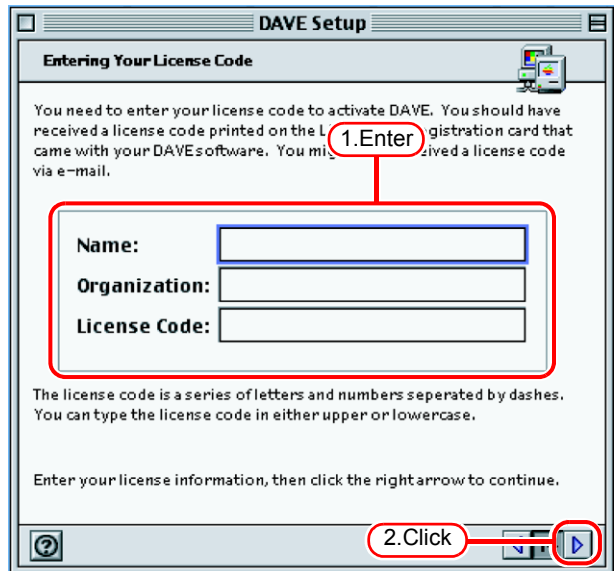 DAVE Setup
Entering Your License Code
You need to enter your license code to activate DAVE. You should have
received a license code printed on the L gistration card that
came with your DAVE software. You mi ived a license code
via e-mail.
1.Enter
Name:
Organization:
License Code:
The license code is a series of letters and numbers seperated by dashes.
You can type the license code in either upper or lowercase.
Enter your license information, then click the right arrow to continue.
2.Click